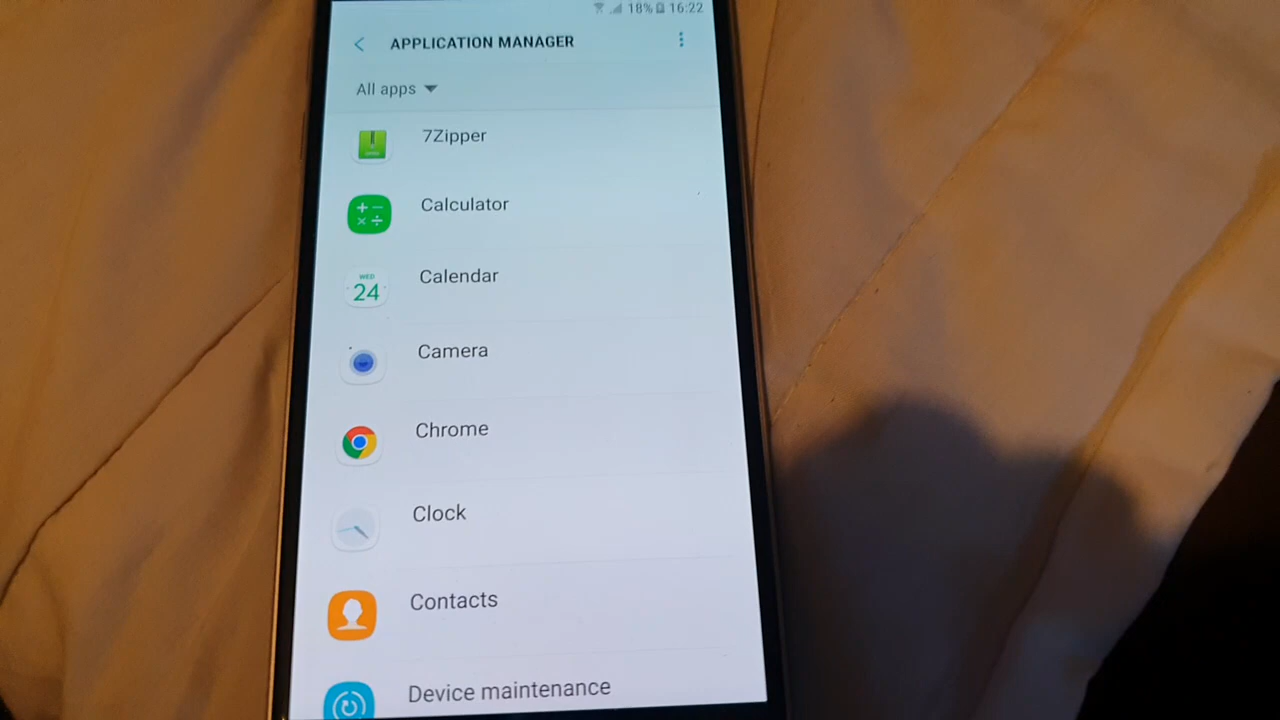 18% 16:22
APPLICATION MANAGER
All apps
7Zipper
Calculator
Calendar
WED
24
Camera
Chrome
Clock
Contacts
Device maintenance